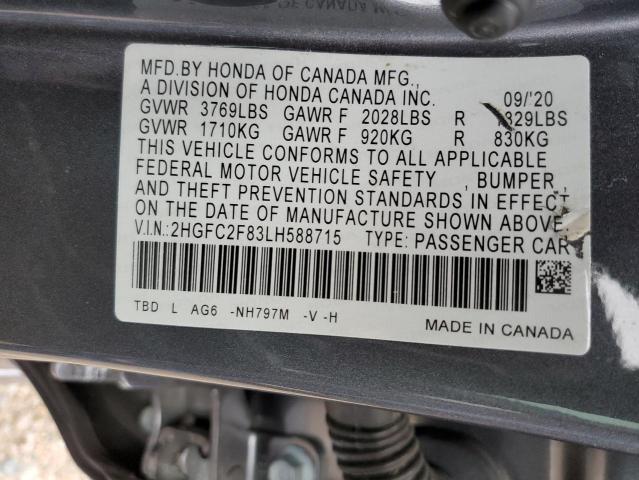 MFD.BY HONDA OF CANADA MFG.,
A DIVISION OF HONDA CANADA INC. 09/'20
GVWR 3769LBS GAWR F 2028LBS R 1829LBS
GVWR 1710KG GAWR F 920KG R 830KG
THIS VEHICLE CONFORMS TO ALL APPLICABLE
FEDERAL MOTOR VEHICLE SAFETY , BUMPER,
AND THEFT PREVENTION STANDARDS IN EFFECT
ON THE DATE OF MANUFACTURE SHOWN ABOVE.
V.I.N.: 2HGFC2F83LH588715 TYPE: PASSENGER CAR
TBD L AG6 -NH797M -V -H
MADE IN CANADA